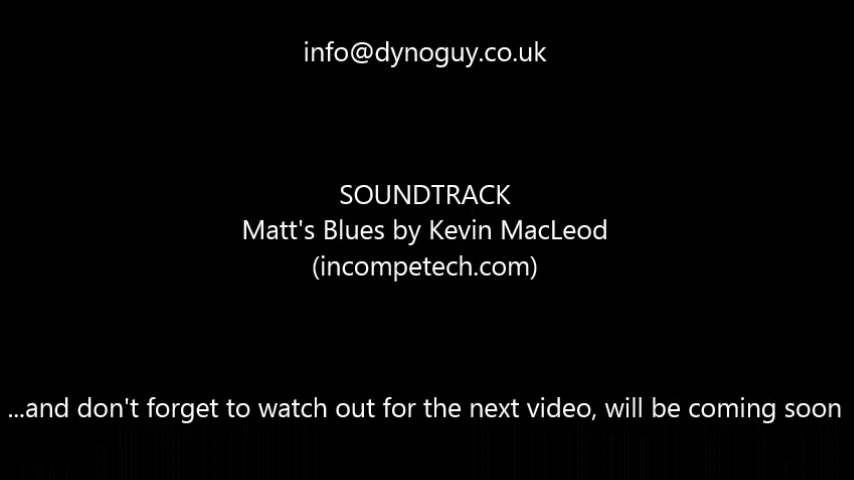 info@dynoguy.co.uk
SOUNDTRACK
Matt's Blues by Kevin MacLeod
(incompetech.com)
...and don't forget to watch out for the next video, will be coming soon